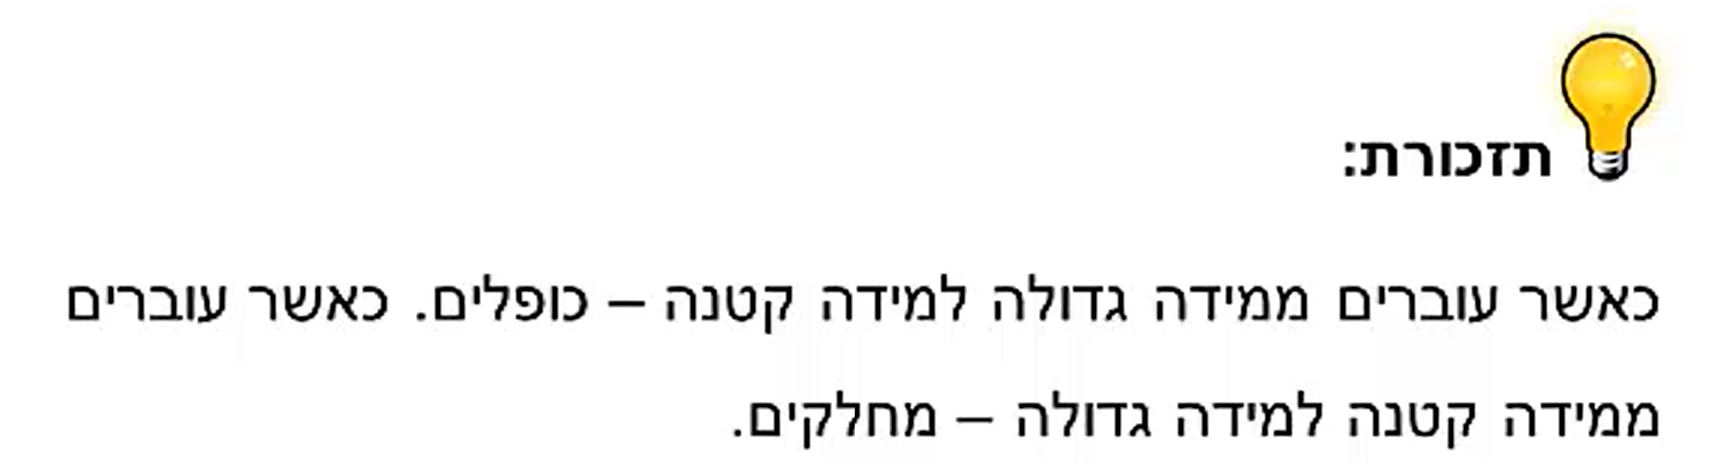 תזכורת:
כאשר עוברים ממידה גדולה למידה קטנה – כופלים. כאשר עוברים
ממידה קטנה למידה גדולה – מחלקים.